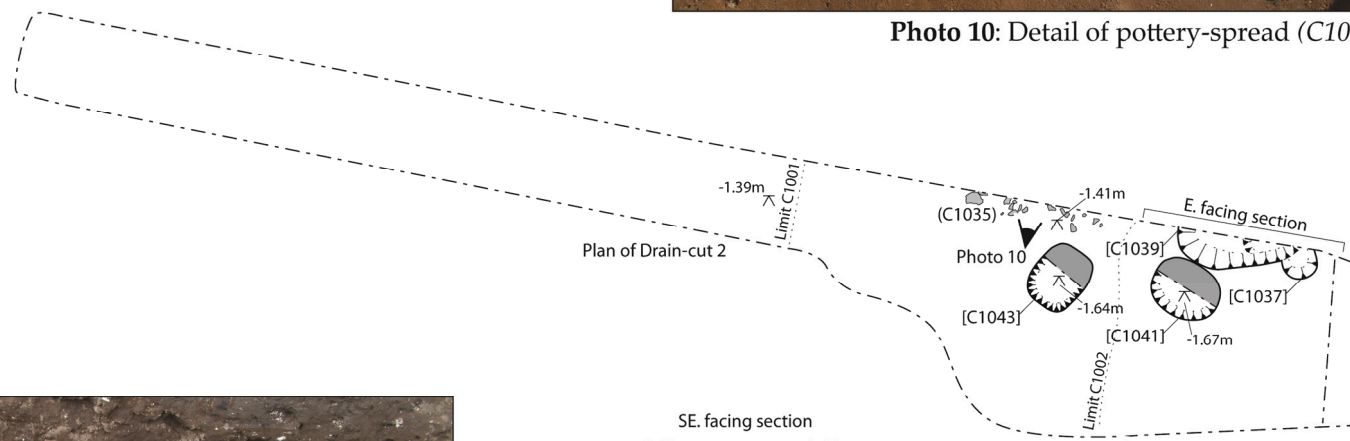 Photo 10: Detail of pottery-spread (C10
-1.39m
Limit C1001
-1.41m
(C1035)
E. facing section
Plan of Drain-cut 2
Photo 10
[C1039]
[C1037]
[C1043]
-1.64m
[C1041]
-1.67m
Limit C1002
SE. facing section